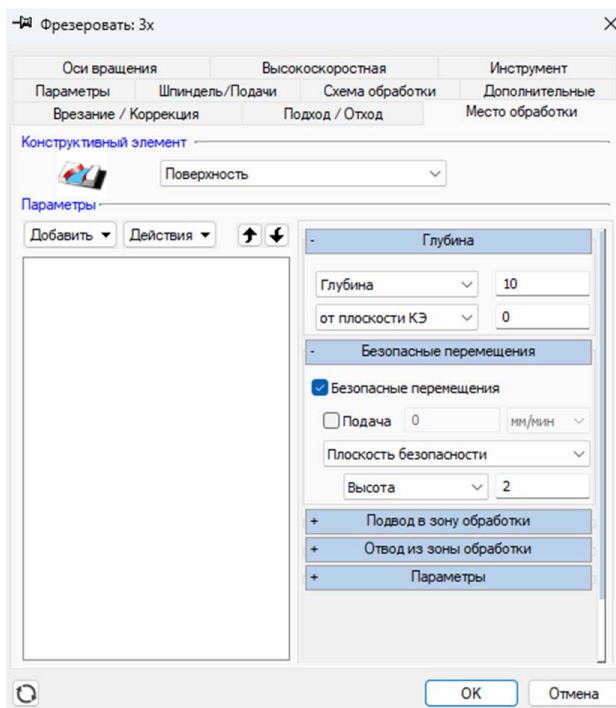 Фрезеровать: 3x
Оси вращения Высокоскоростная Инструмент
Параметры Шпиндель/Подачи Схема обработки Дополнительные
Врезание / Коррекция Подход / Отход Место обработки
Конструктивный элемент
Поверхность
Параметры
Добавить Действия
- Глубина
Глубина 10
от плоскости КЭ 0
- Безопасные перемещения
Безопасные перемещения
Подача 0 мм/мин
Плоскость безопасности
Высота 2
+ Подвод в зону обработки
+ Отвод из зоны обработки
+ Параметры
OK Отмена